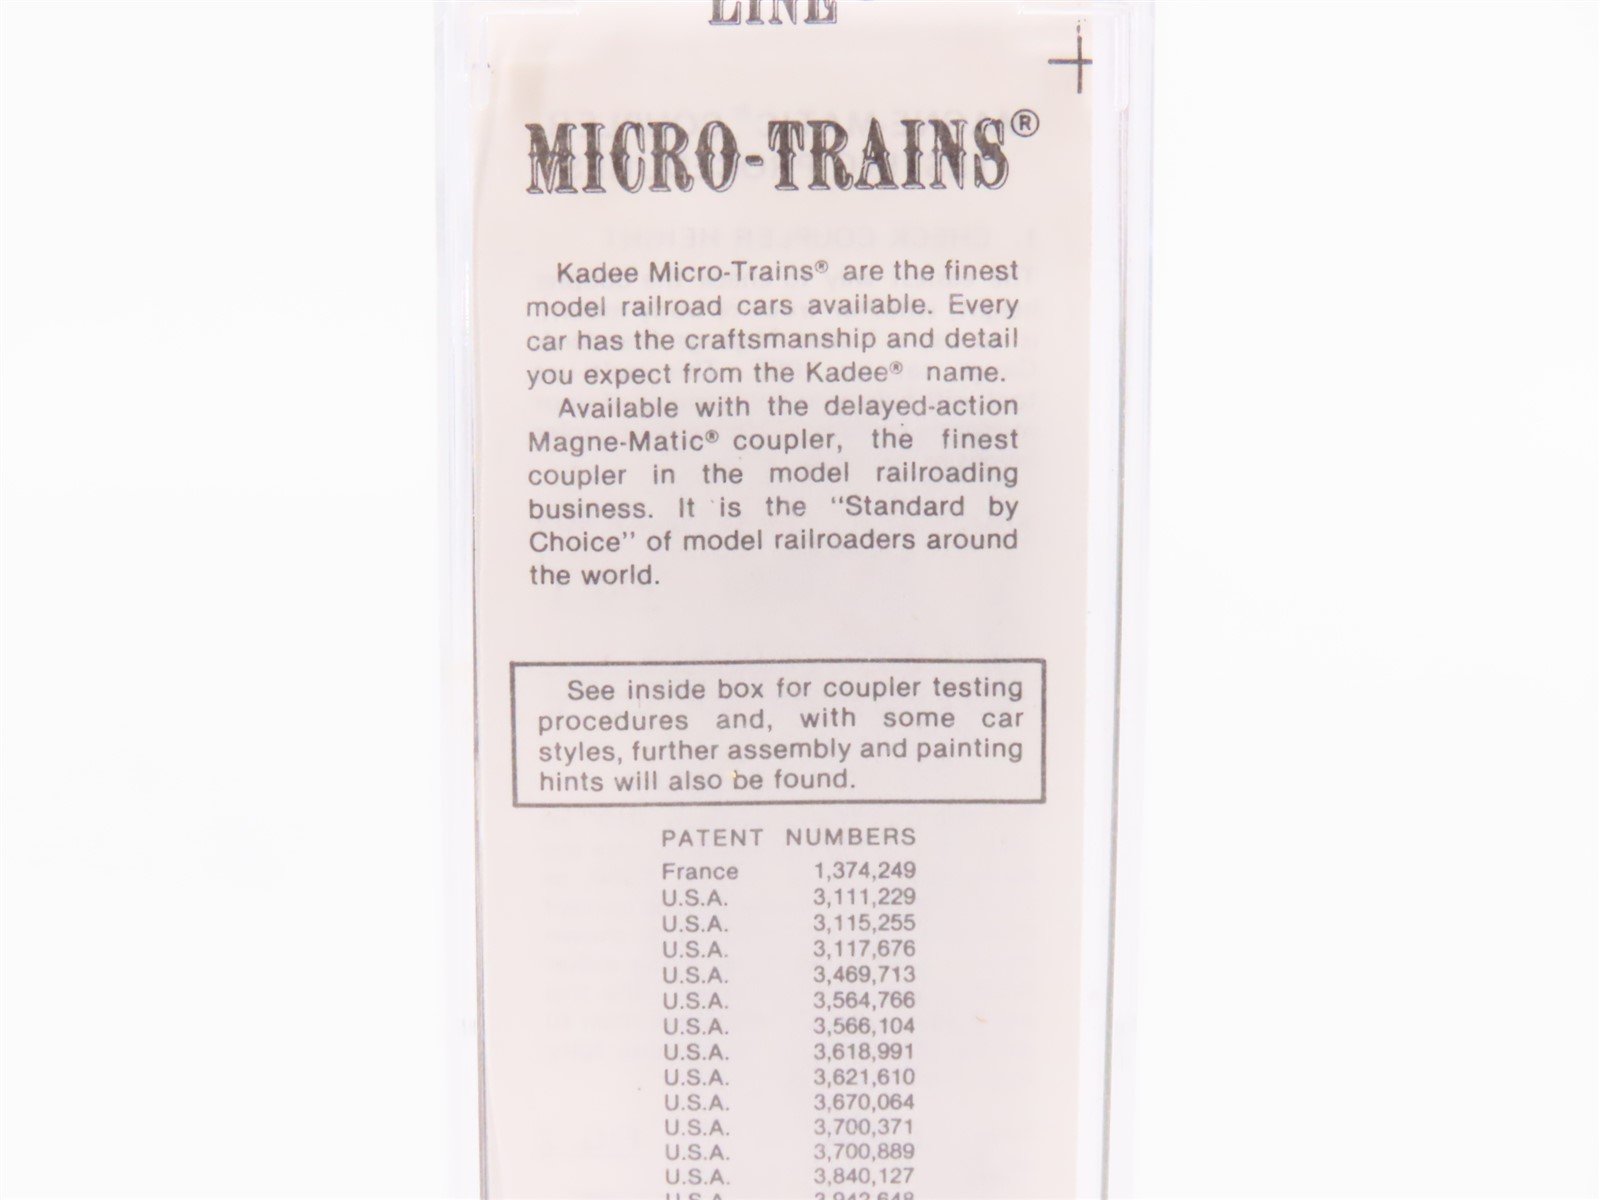 LINE
MICRO-TRAINS®
Kadee Micro-Trains® are the finest
model railroad cars available. Every
car has the craftsmanship and detail
you expect from the Kadee® name.
Available with the delayed-action
Magne-Matic® coupler, the finest
coupler in the model railroading
business. It is the “Standard by
Choice” of model railroaders around
the world.
See inside box for coupler testing
procedures and, with some car
styles, further assembly and painting
hints will also be found.
PATENT NUMBERS
France 1,374,249
U.S.A. 3,111,229
U.S.A. 3,115,255
U.S.A. 3,117,676
U.S.A. 3,469,713
U.S.A. 3,564,766
U.S.A. 3,566,104
U.S.A. 3,618,991
U.S.A. 3,621,610
U.S.A. 3,670,064
U.S.A. 3,700,371
U.S.A. 3,700,889
U.S.A. 3,840,127
U.S.A. 3,942,648